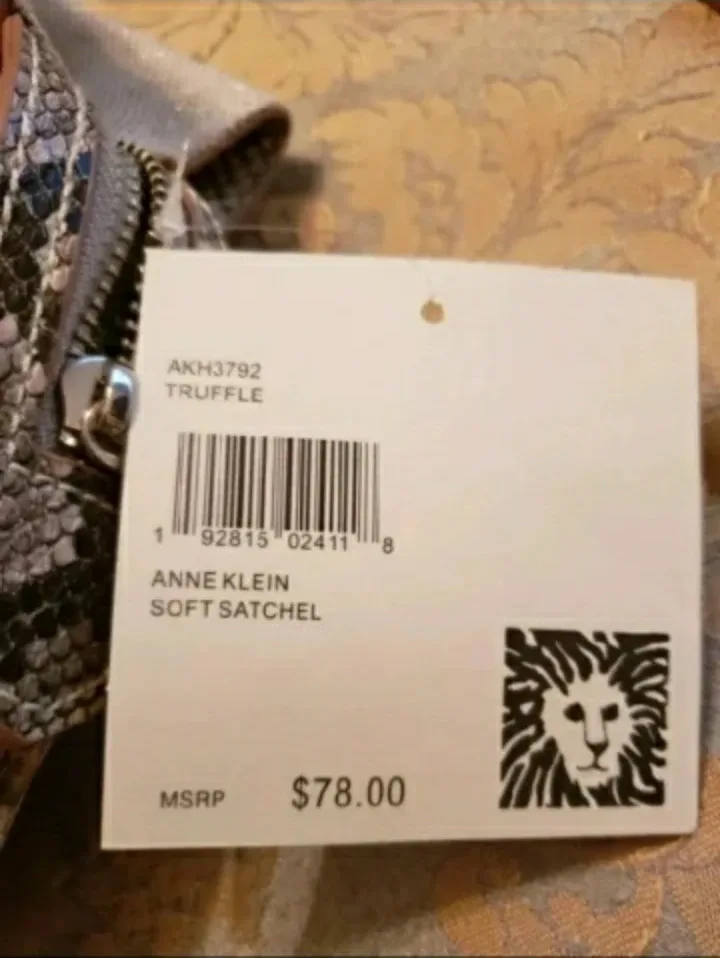 AKH3792
TRUFFLE
1 92815 02411 8
ANNE KLEIN
SOFT SATCHEL
MSRP $78.00